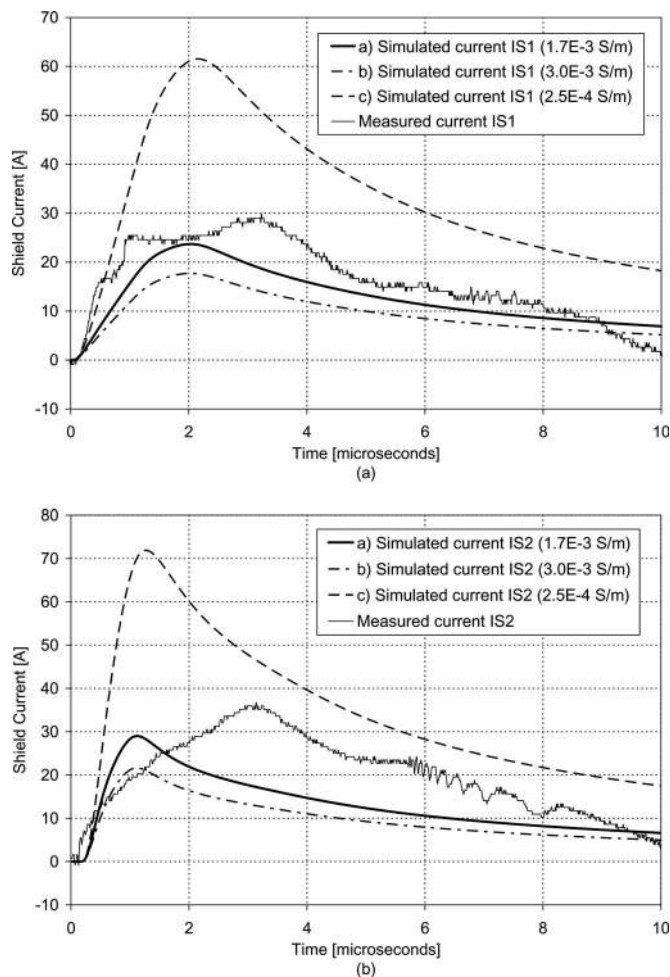 70
60
50
40
30
20
10
0
-10
Shield Current [A]
a) Simulated current IS1 (1.7E-3 S/m)
b) Simulated current IS1 (3.0E-3 S/m)
c) Simulated current IS1 (2.5E-4 S/m)
Measured current IS1
0 2 4 6 8 10
Time [microseconds]
(a)
80
70
60
50
40
30
20
10
0
-10
Shield Current [A]
a) Simulated current IS2 (1.7E-3 S/m)
b) Simulated current IS2 (3.0E-3 S/m)
c) Simulated current IS2 (2.5E-4 S/m)
Measured current IS2
0 2 4 6 8 10
Time [microseconds]
(b)